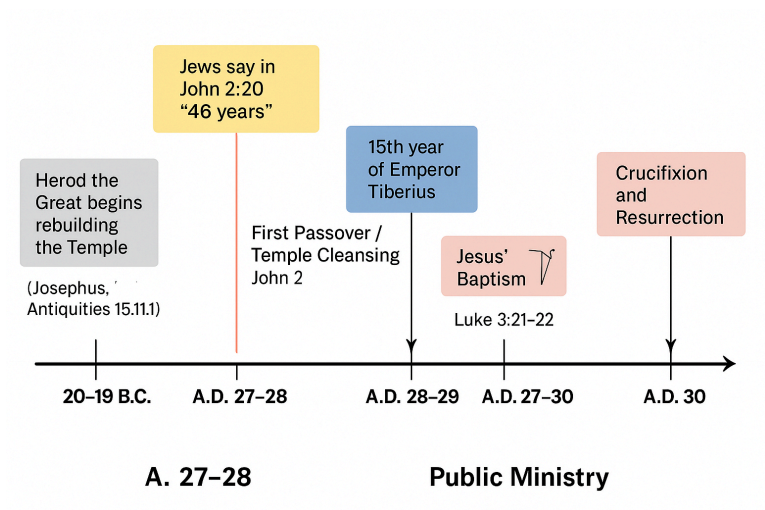 Jews say in
John 2:20
“46 years”
15th year
of Emperor
Tiberius
Herod the
Great begins
rebuilding
the Temple
Crucifixion
and
Resurrection
First Passover /
Temple Cleansing
John 2
Jesus’
Baptism
(Josephus,
Antiquities 15.11.1)
Luke 3:21–22
20–19 B.C.
A.D. 27–28
A.D. 28–29
A.D. 27–30
A.D. 30
A. 27–28
Public Ministry